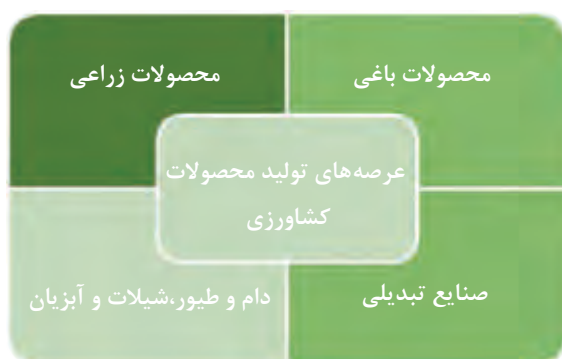 محصولات باغی
محصولات زراعی
عرصه‌های تولید محصولات
کشاورزی
صنایع تبدیلی
دام و طیور،شیلات و آبزیان